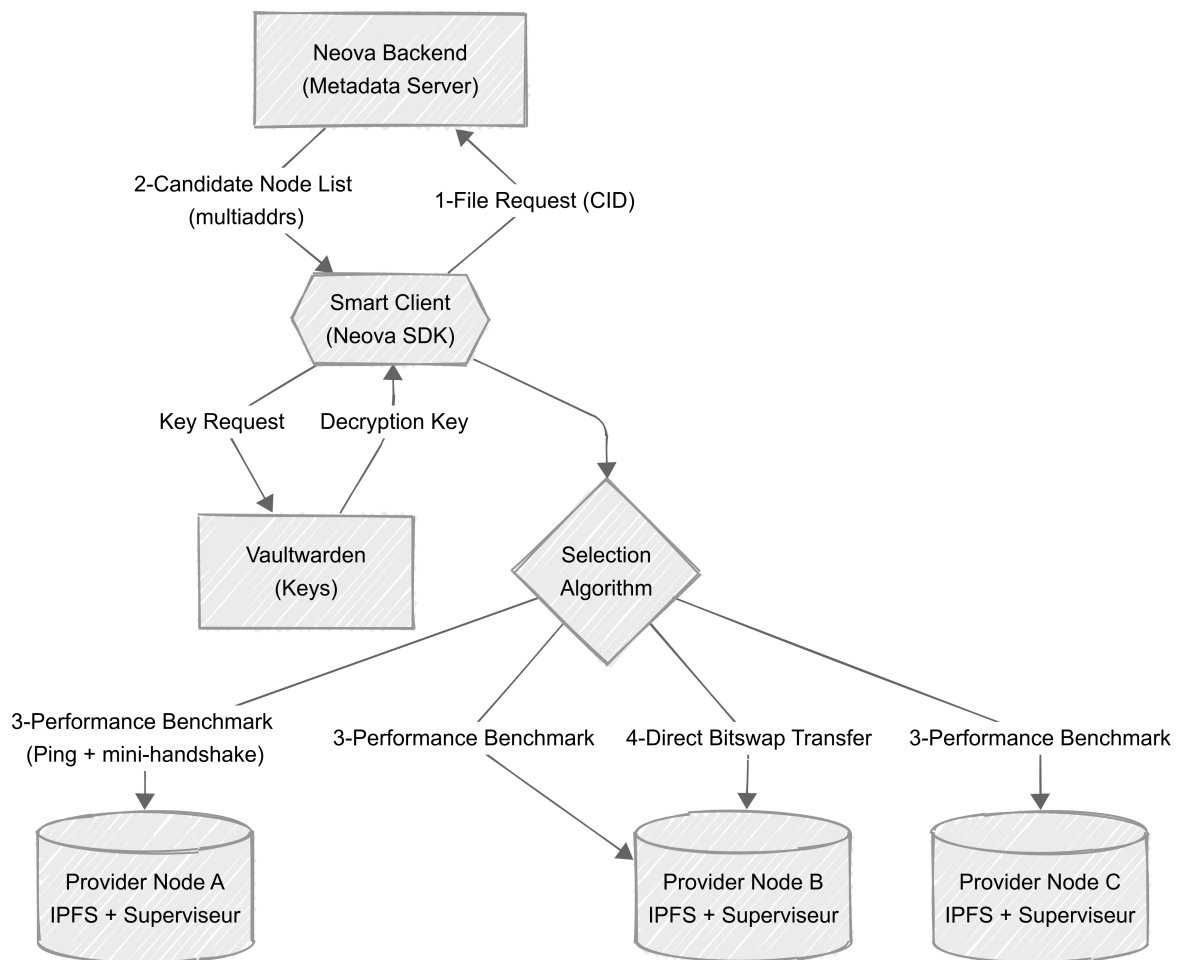 Neova Backend
(Metadata Server)
2-Candidate Node List
(multiaddrs)
1-File Request (CID)
Smart Client
(Neova SDK)
Key Request
Decryption Key
Vaultwarden
(Keys)
Selection
Algorithm
3-Performance Benchmark
(Ping + mini-handshake)
3-Performance Benchmark
4-Direct Bitswap Transfer
3-Performance Benchmark
Provider Node A
IPFS + Superviseur
Provider Node B
IPFS + Superviseur
Provider Node C
IPFS + Superviseur